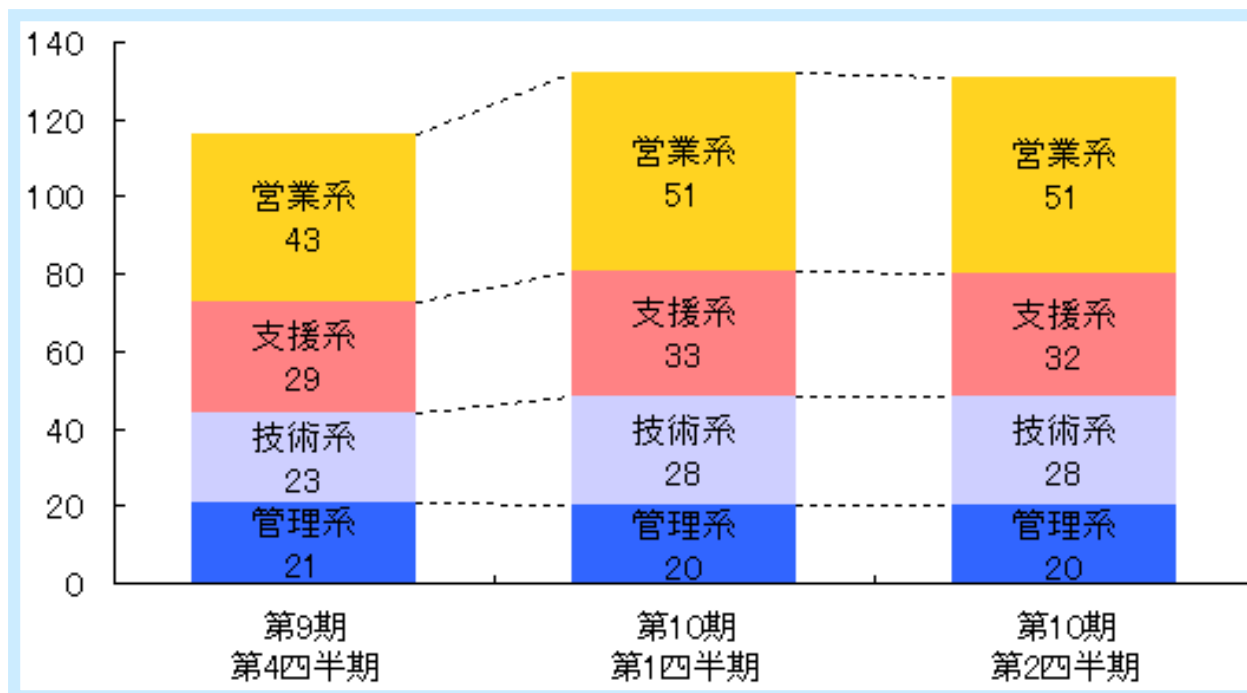 140
120
100
80
60
40
20
0
営業系
43
支援系
29
技術系
23
管理系
21
営業系
51
支援系
33
技術系
28
管理系
20
営業系
51
支援系
32
技術系
28
管理系
20
第9期
第4四半期
第10期
第1四半期
第10期
第2四半期